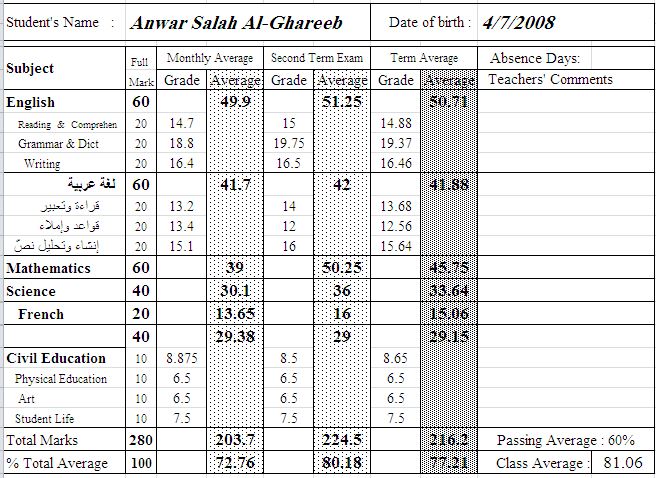 Student's Name : Anwar Salah Al-Ghareeb Date of birth : 4/7/2008
Subject Full Mark Monthly Average Second Term Exam Term Average Absence Days:
Grade Average Grade Average Grade Average Teachers' Comments
English 60 49.9 51.25 50.71
Reading & Comprehen 20 14.7 15 14.88
Grammar & Dict 20 18.8 19.75 19.37
Writing 20 16.4 16.5 16.46
لغة عربية 60 41.7 42 41.88
قراءة وتعبير 20 13.2 14 13.68
قواعد وإملاء 20 13.4 12 12.56
إنشاء وتحليل نصّ 20 15.1 16 15.64
Mathematics 60 39 50.25 45.75
Science 40 30.1 36 33.64
French 20 13.65 16 15.06
40 29.38 29 29.15
Civil Education 10 8.875 8.5 8.65
Physical Education 10 6.5 6.5 6.5
Art 10 6.5 6.5 6.5
Student Life 10 7.5 7.5 7.5
Total Marks 280 203.7 224.5 216.2 Passing Average : 60%
% Total Average 100 72.76 80.18 77.21 Class Average : 81.06